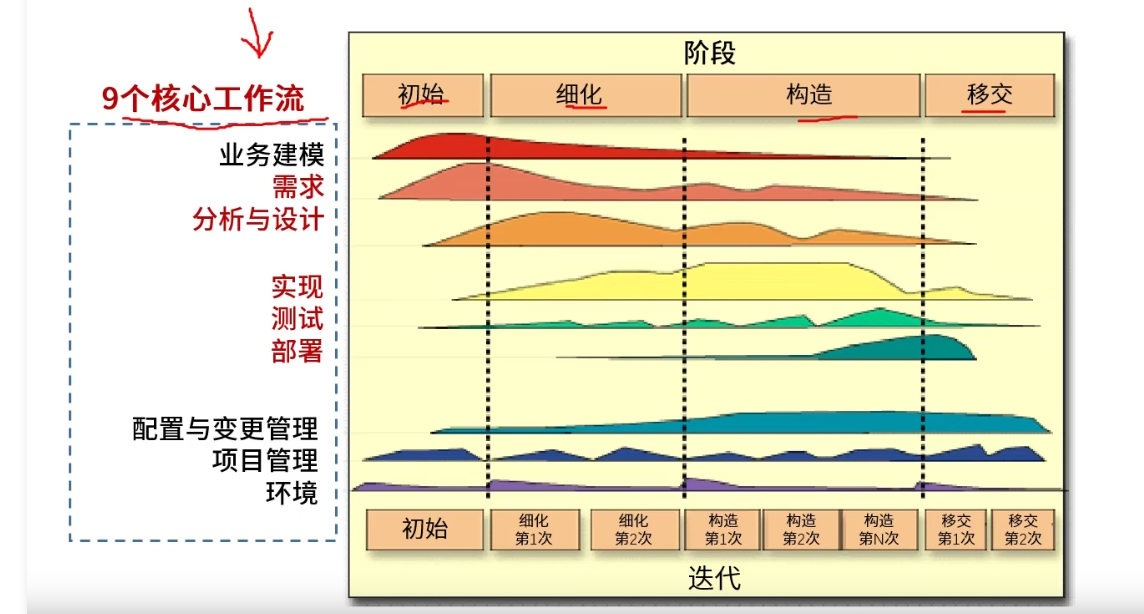 阶段
初始
细化
构造
移交
9个核心工作流
业务建模
需求
分析与设计
实现
测试
部署
配置与变更管理
项目管理
环境
初始
细化
第1次
细化
第2次
构造
第1次
构造
第2次
构造
第N次
移交
第1次
移交
第2次
迭代